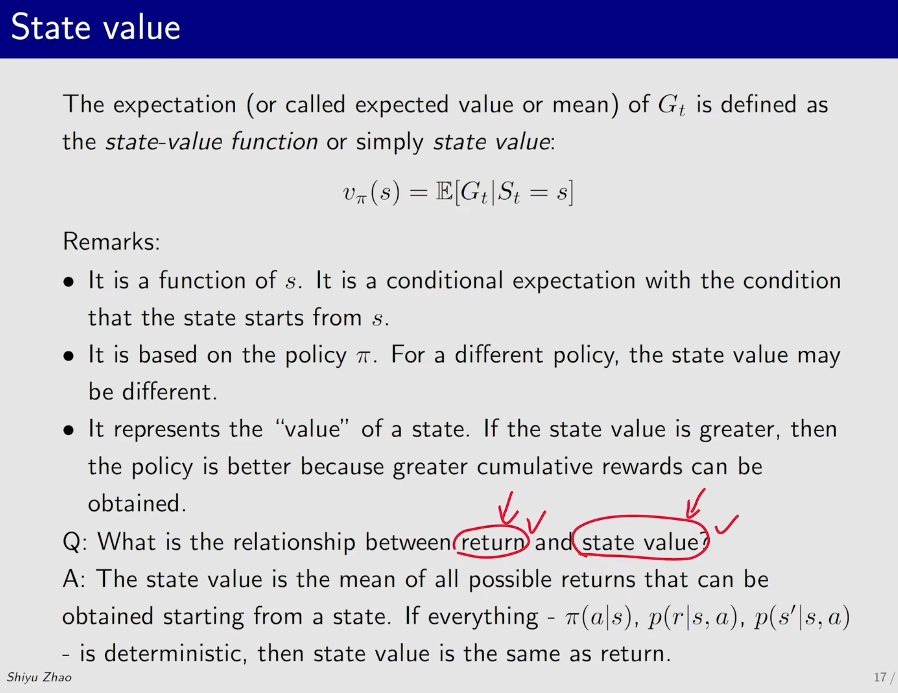 State value
The expectation (or called expected value or mean) of G_t is defined as
the state-value function or simply state value:
v_π(s) = 𝔼[G_t|S_t = s]
Remarks:
• It is a function of s. It is a conditional expectation with the condition
that the state starts from s.
• It is based on the policy π. For a different policy, the state value may
be different.
• It represents the “value” of a state. If the state value is greater, then
the policy is better because greater cumulative rewards can be
obtained.
Q: What is the relationship between return and state value?
A: The state value is the mean of all possible returns that can be
obtained starting from a state. If everything - π(a|s), p(r|s, a), p(s′|s, a)
- is deterministic, then state value is the same as return.
Shiyu Zhao
17 /